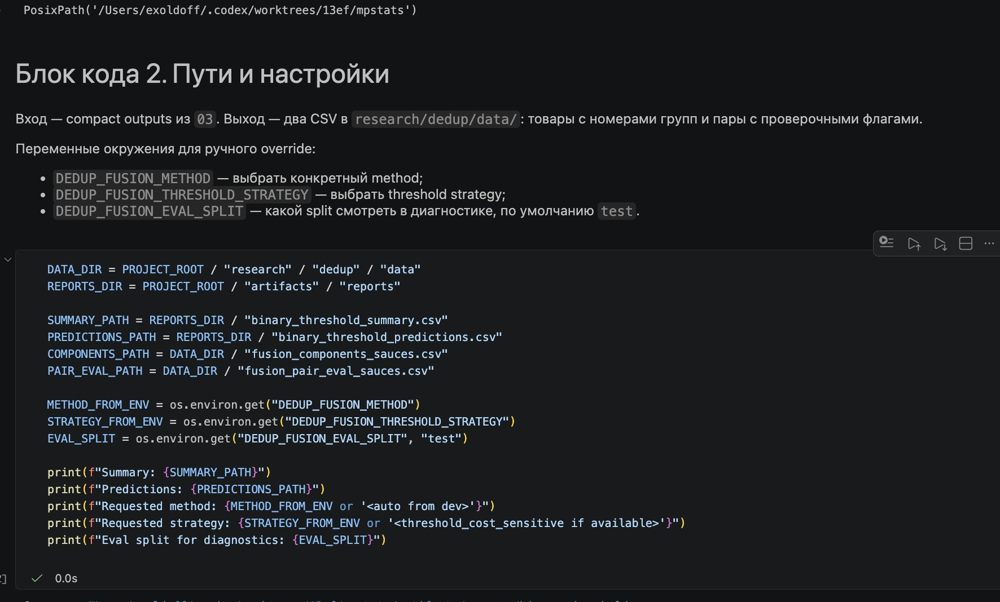 PosixPath('/Users/exoldoff/.codex/worktrees/13ef/mpstats')
Блок кода 2. Пути и настройки
Вход — compact outputs из 03. Выход — два CSV в research/dedup/data/: товары с номерами групп и пары с проверочными флагами.
Переменные окружения для ручного override:
• DEDUP_FUSION_METHOD — выбрать конкретный method;
• DEDUP_FUSION_THRESHOLD_STRATEGY — выбрать threshold strategy;
• DEDUP_FUSION_EVAL_SPLIT — какой split смотреть в диагностике, по умолчанию test.
DATA_DIR = PROJECT_ROOT / "research" / "dedup" / "data"
REPORTS_DIR = PROJECT_ROOT / "artifacts" / "reports"
SUMMARY_PATH = REPORTS_DIR / "binary_threshold_summary.csv"
PREDICTIONS_PATH = REPORTS_DIR / "binary_threshold_predictions.csv"
COMPONENTS_PATH = DATA_DIR / "fusion_components_sauces.csv"
PAIR_EVAL_PATH = DATA_DIR / "fusion_pair_eval_sauces.csv"
METHOD_FROM_ENV = os.environ.get("DEDUP_FUSION_METHOD")
STRATEGY_FROM_ENV = os.environ.get("DEDUP_FUSION_THRESHOLD_STRATEGY")
EVAL_SPLIT = os.environ.get("DEDUP_FUSION_EVAL_SPLIT", "test")
print(f"Summary: {SUMMARY_PATH}")
print(f"Predictions: {PREDICTIONS_PATH}")
print(f"Requested method: {METHOD_FROM_ENV or '<auto from dev>'}")
print(f"Requested strategy: {STRATEGY_FROM_ENV or '<threshold_cost_sensitive if available>'}")
print(f"Eval split for diagnostics: {EVAL_SPLIT}")
0.0s